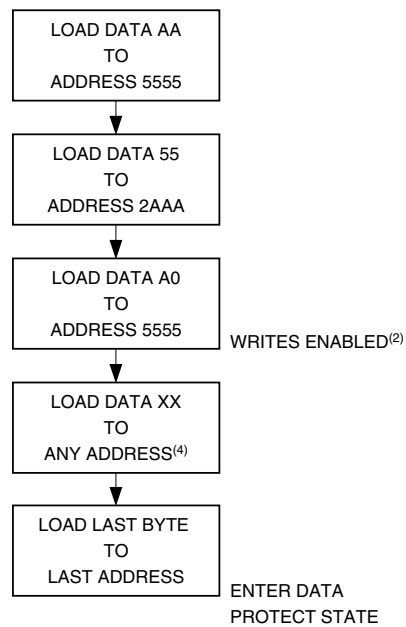 LOAD DATA AA
TO
ADDRESS 5555
LOAD DATA 55
TO
ADDRESS 2AAA
LOAD DATA A0
TO
ADDRESS 5555
WRITES ENABLED(2)
LOAD DATA XX
TO
ANY ADDRESS(4)
LOAD LAST BYTE
TO
LAST ADDRESS
ENTER DATA
PROTECT STATE